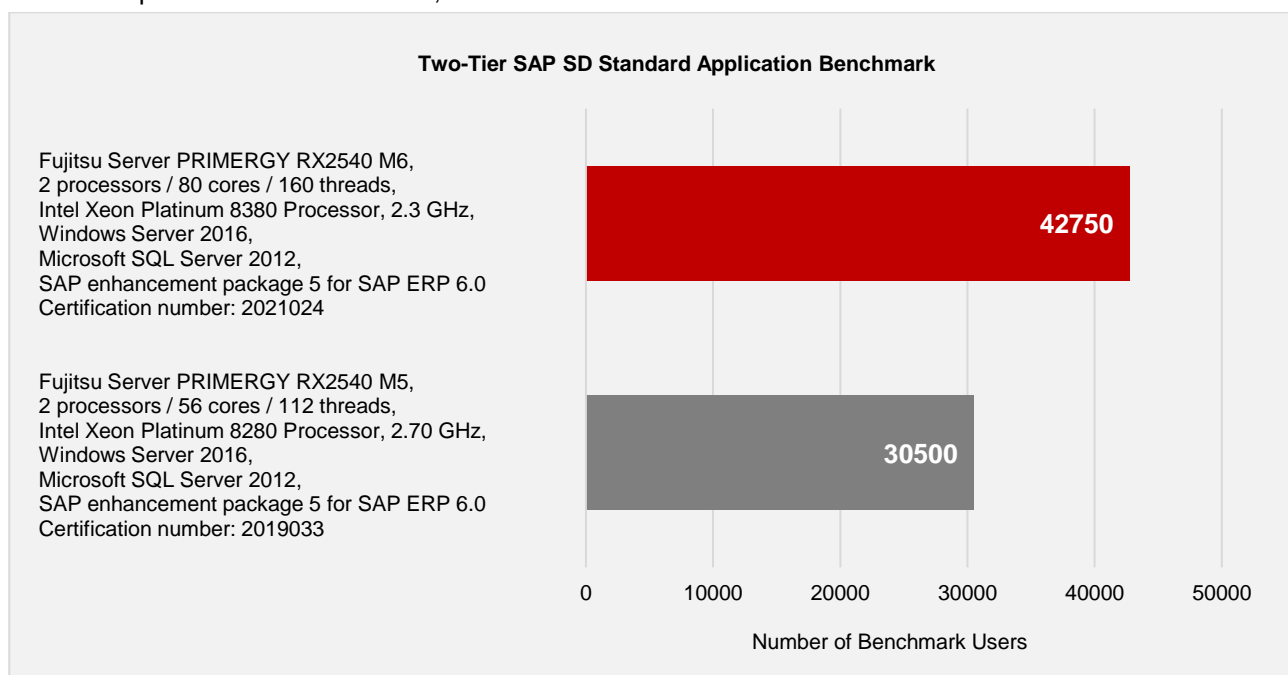 Two-Tier SAP SD Standard Application Benchmark
Fujitsu Server PRIMERGY RX2540 M6,
2 processors / 80 cores / 160 threads,
Intel Xeon Platinum 8380 Processor, 2.3 GHz,
Windows Server 2016,
Microsoft SQL Server 2012,
SAP enhancement package 5 for SAP ERP 6.0
Certification number: 2021024
42750
Fujitsu Server PRIMERGY RX2540 M5,
2 processors / 56 cores / 112 threads,
Intel Xeon Platinum 8280 Processor, 2.70 GHz,
Windows Server 2016,
Microsoft SQL Server 2012,
SAP enhancement package 5 for SAP ERP 6.0
Certification number: 2019033
30500
0 10000 20000 30000 40000 50000
Number of Benchmark Users